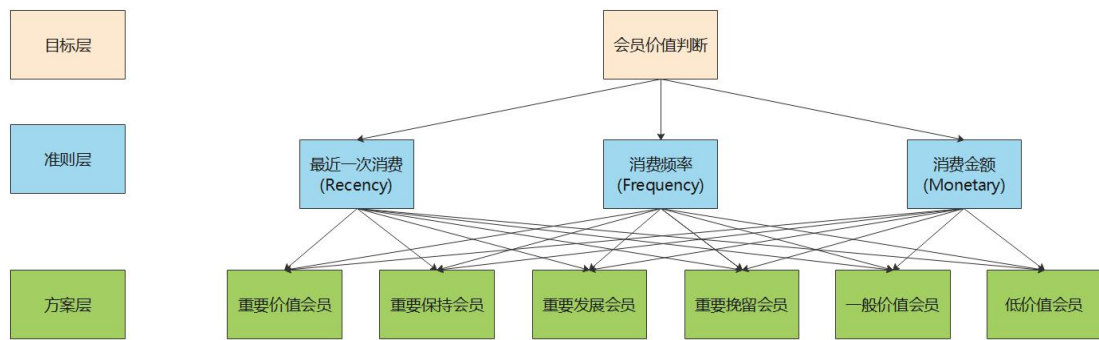 目标层
会员价值判断
准则层
最近一次消费
(Recency)
消费频率
(Frequency)
消费金额
(Monetary)
方案层
重要价值会员
重要保持会员
重要发展会员
重要挽留会员
一般价值会员
低价值会员